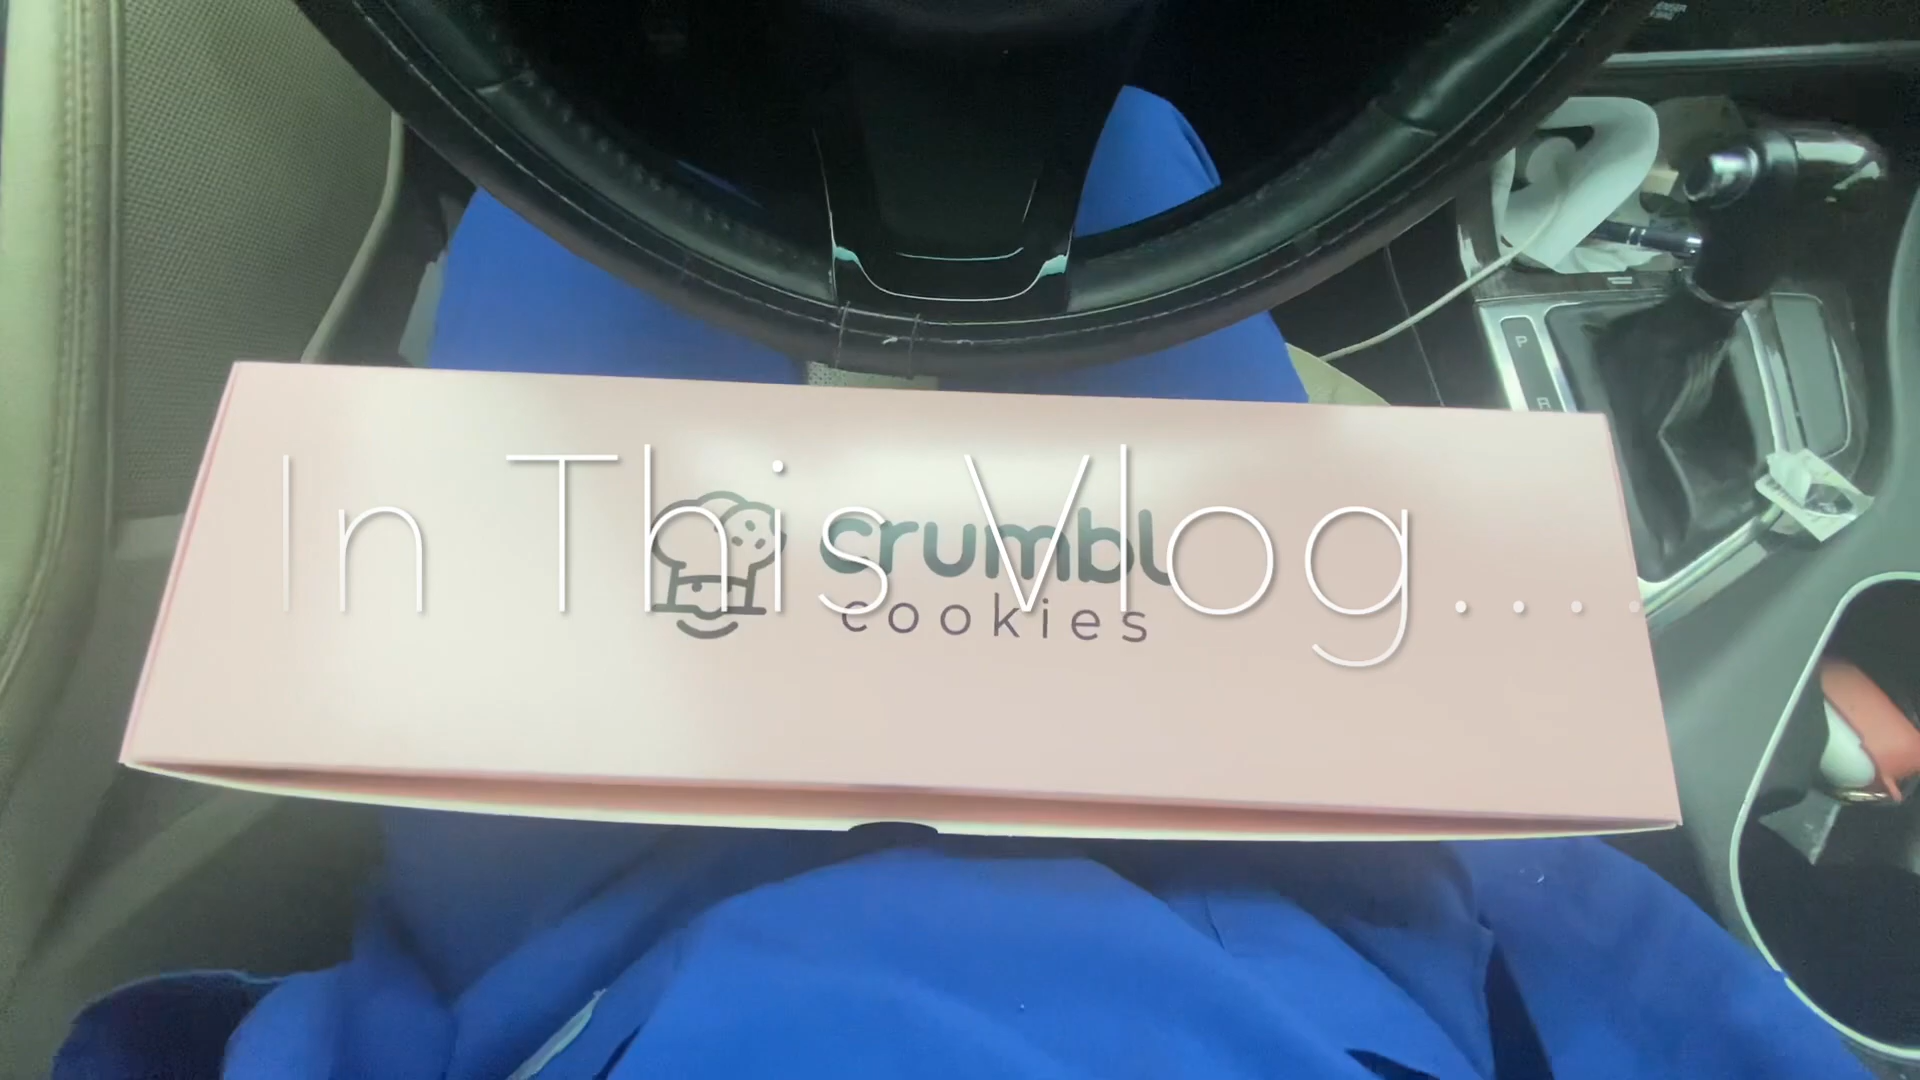 In This Vlog....
crumbl
cookies
P
R